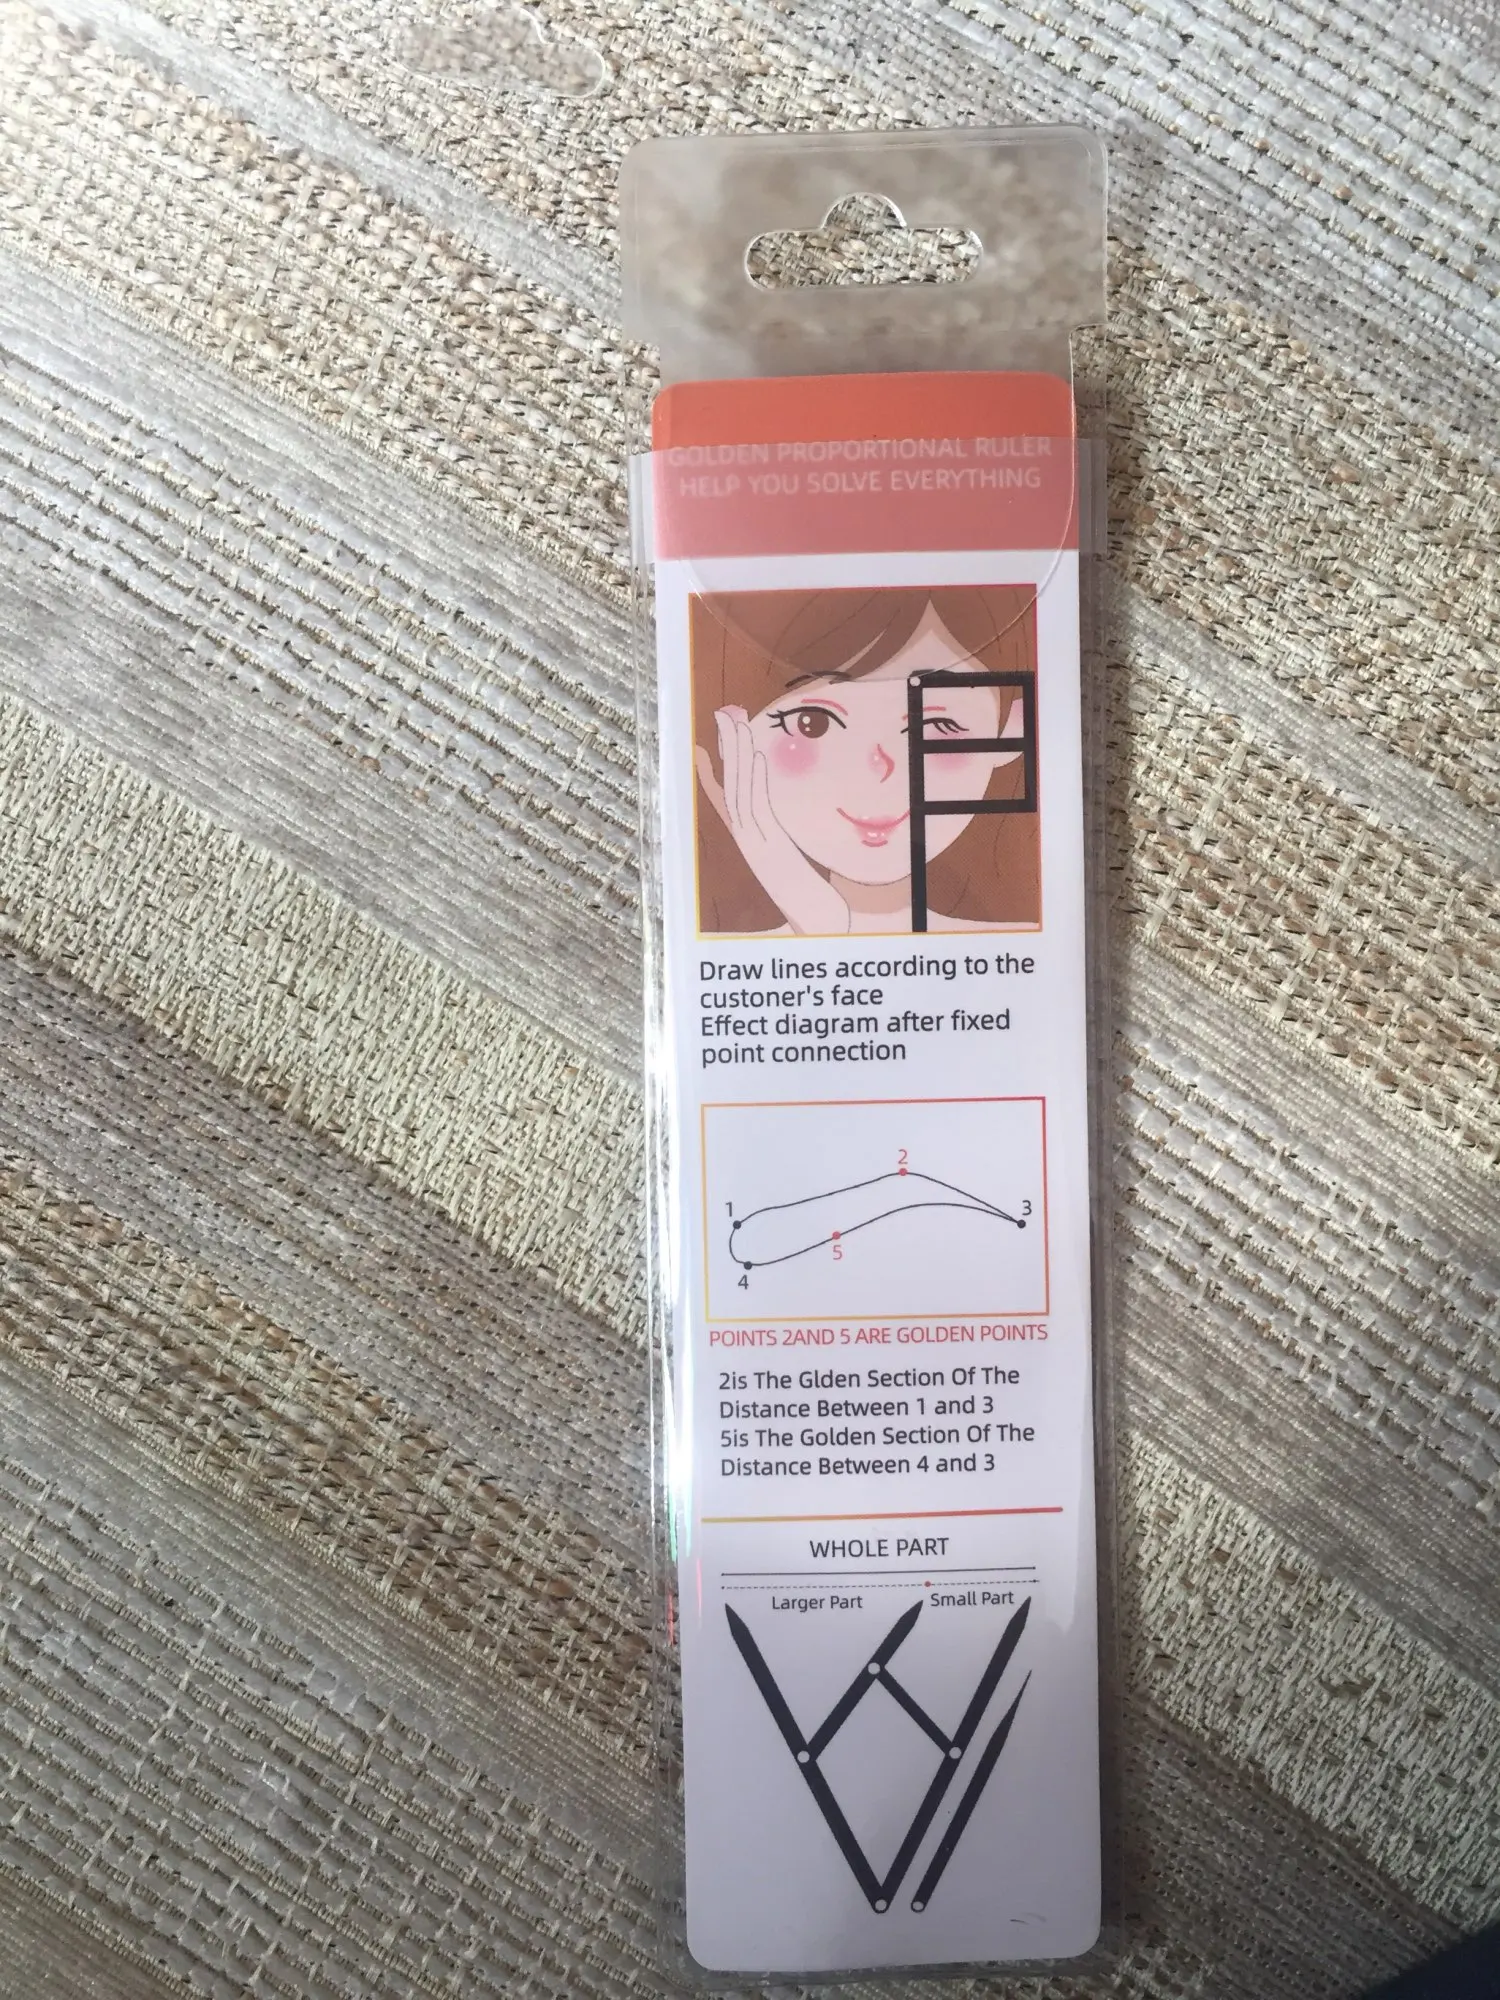 GOLDEN PROPORTIONAL RULER
HELP YOU SOLVE EVERYTHING
Draw lines according to the
custoner's face
Effect diagram after fixed
point connection
2
1
3
5
4
POINTS 2AND 5 ARE GOLDEN POINTS
2is The Glden Section Of The
Distance Between 1 and 3
5is The Golden Section Of The
Distance Between 4 and 3
WHOLE PART
Larger Part
Small Part